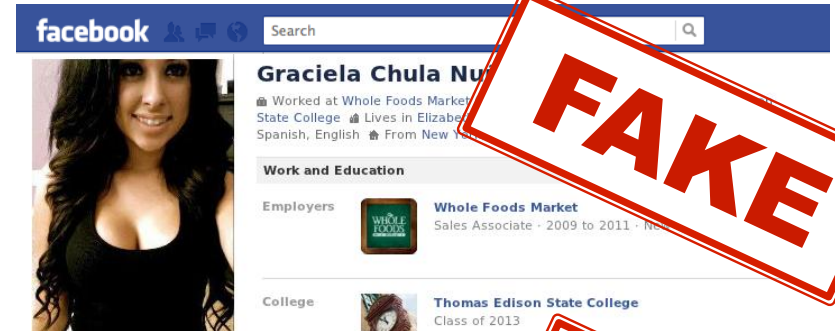 facebook
Search
Graciela Chula
Worked at Whole Foods Market
State College Lives in
Spanish, English From New
FAKE
Work and Education
Employers
WHOLE
FOODS
Whole Foods Market
Sales Associate · 2009 to 2011 ·
College
Thomas Edison State College
Class of 2013